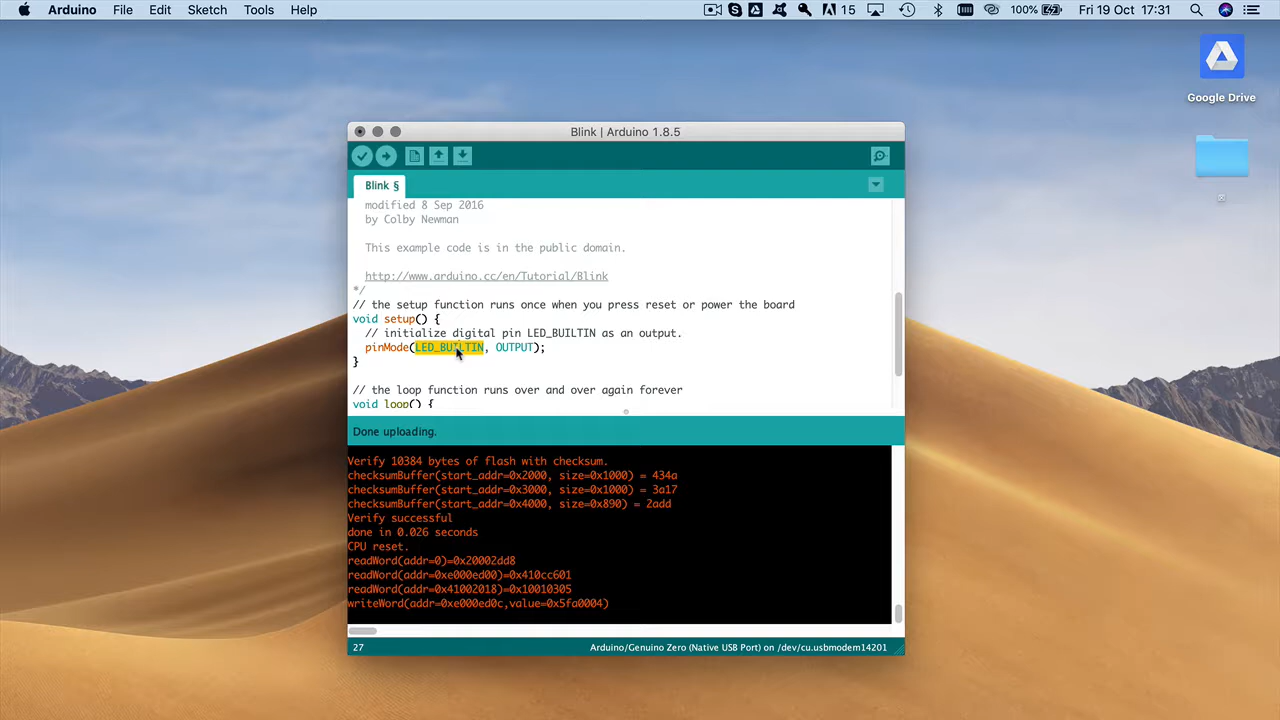 Arduino File Edit Sketch Tools Help 15 100% Fri 19 Oct 17:31
Google Drive
Blink | Arduino 1.8.5
Blink §
modified 8 Sep 2016
by Colby Newman
This example code is in the public domain.
http://www.arduino.cc/en/Tutorial/Blink
*/
// the setup function runs once when you press reset or power the board
void setup() {
// initialize digital pin LED_BUILTIN as an output.
pinMode(LED_BUILTIN, OUTPUT);
}
// the loop function runs over and over again forever
void loop() {
Done uploading.
Verify 10384 bytes of flash with checksum.
checksumBuffer(start_addr=0x2000, size=0x1000) = 434a
checksumBuffer(start_addr=0x3000, size=0x1000) = 3a17
checksumBuffer(start_addr=0x4000, size=0x890) = 2add
Verify successful
done in 0.026 seconds
CPU reset.
readWord(addr=0)=0x20002dd8
readWord(addr=0xe000ed00)=0x410cc601
readWord(addr=0x41002018)=0x10010305
writeWord(addr=0xe000ed0c,value=0x5fa0004)
27 Arduino/Genuino Zero (Native USB Port) on /dev/cu.usbmodem14201